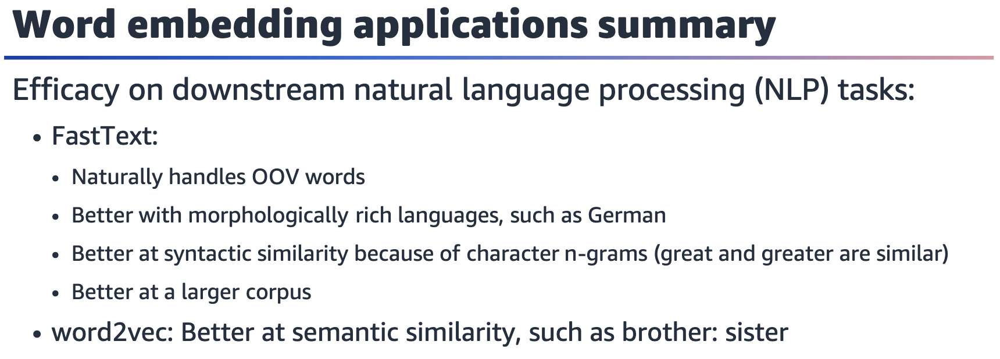 Word embedding applications summary
Efficacy on downstream natural language processing (NLP) tasks:
• FastText:
• Naturally handles OOV words
• Better with morphologically rich languages, such as German
• Better at syntactic similarity because of character n-grams (great and greater are similar)
• Better at a larger corpus
• word2vec: Better at semantic similarity, such as brother: sister